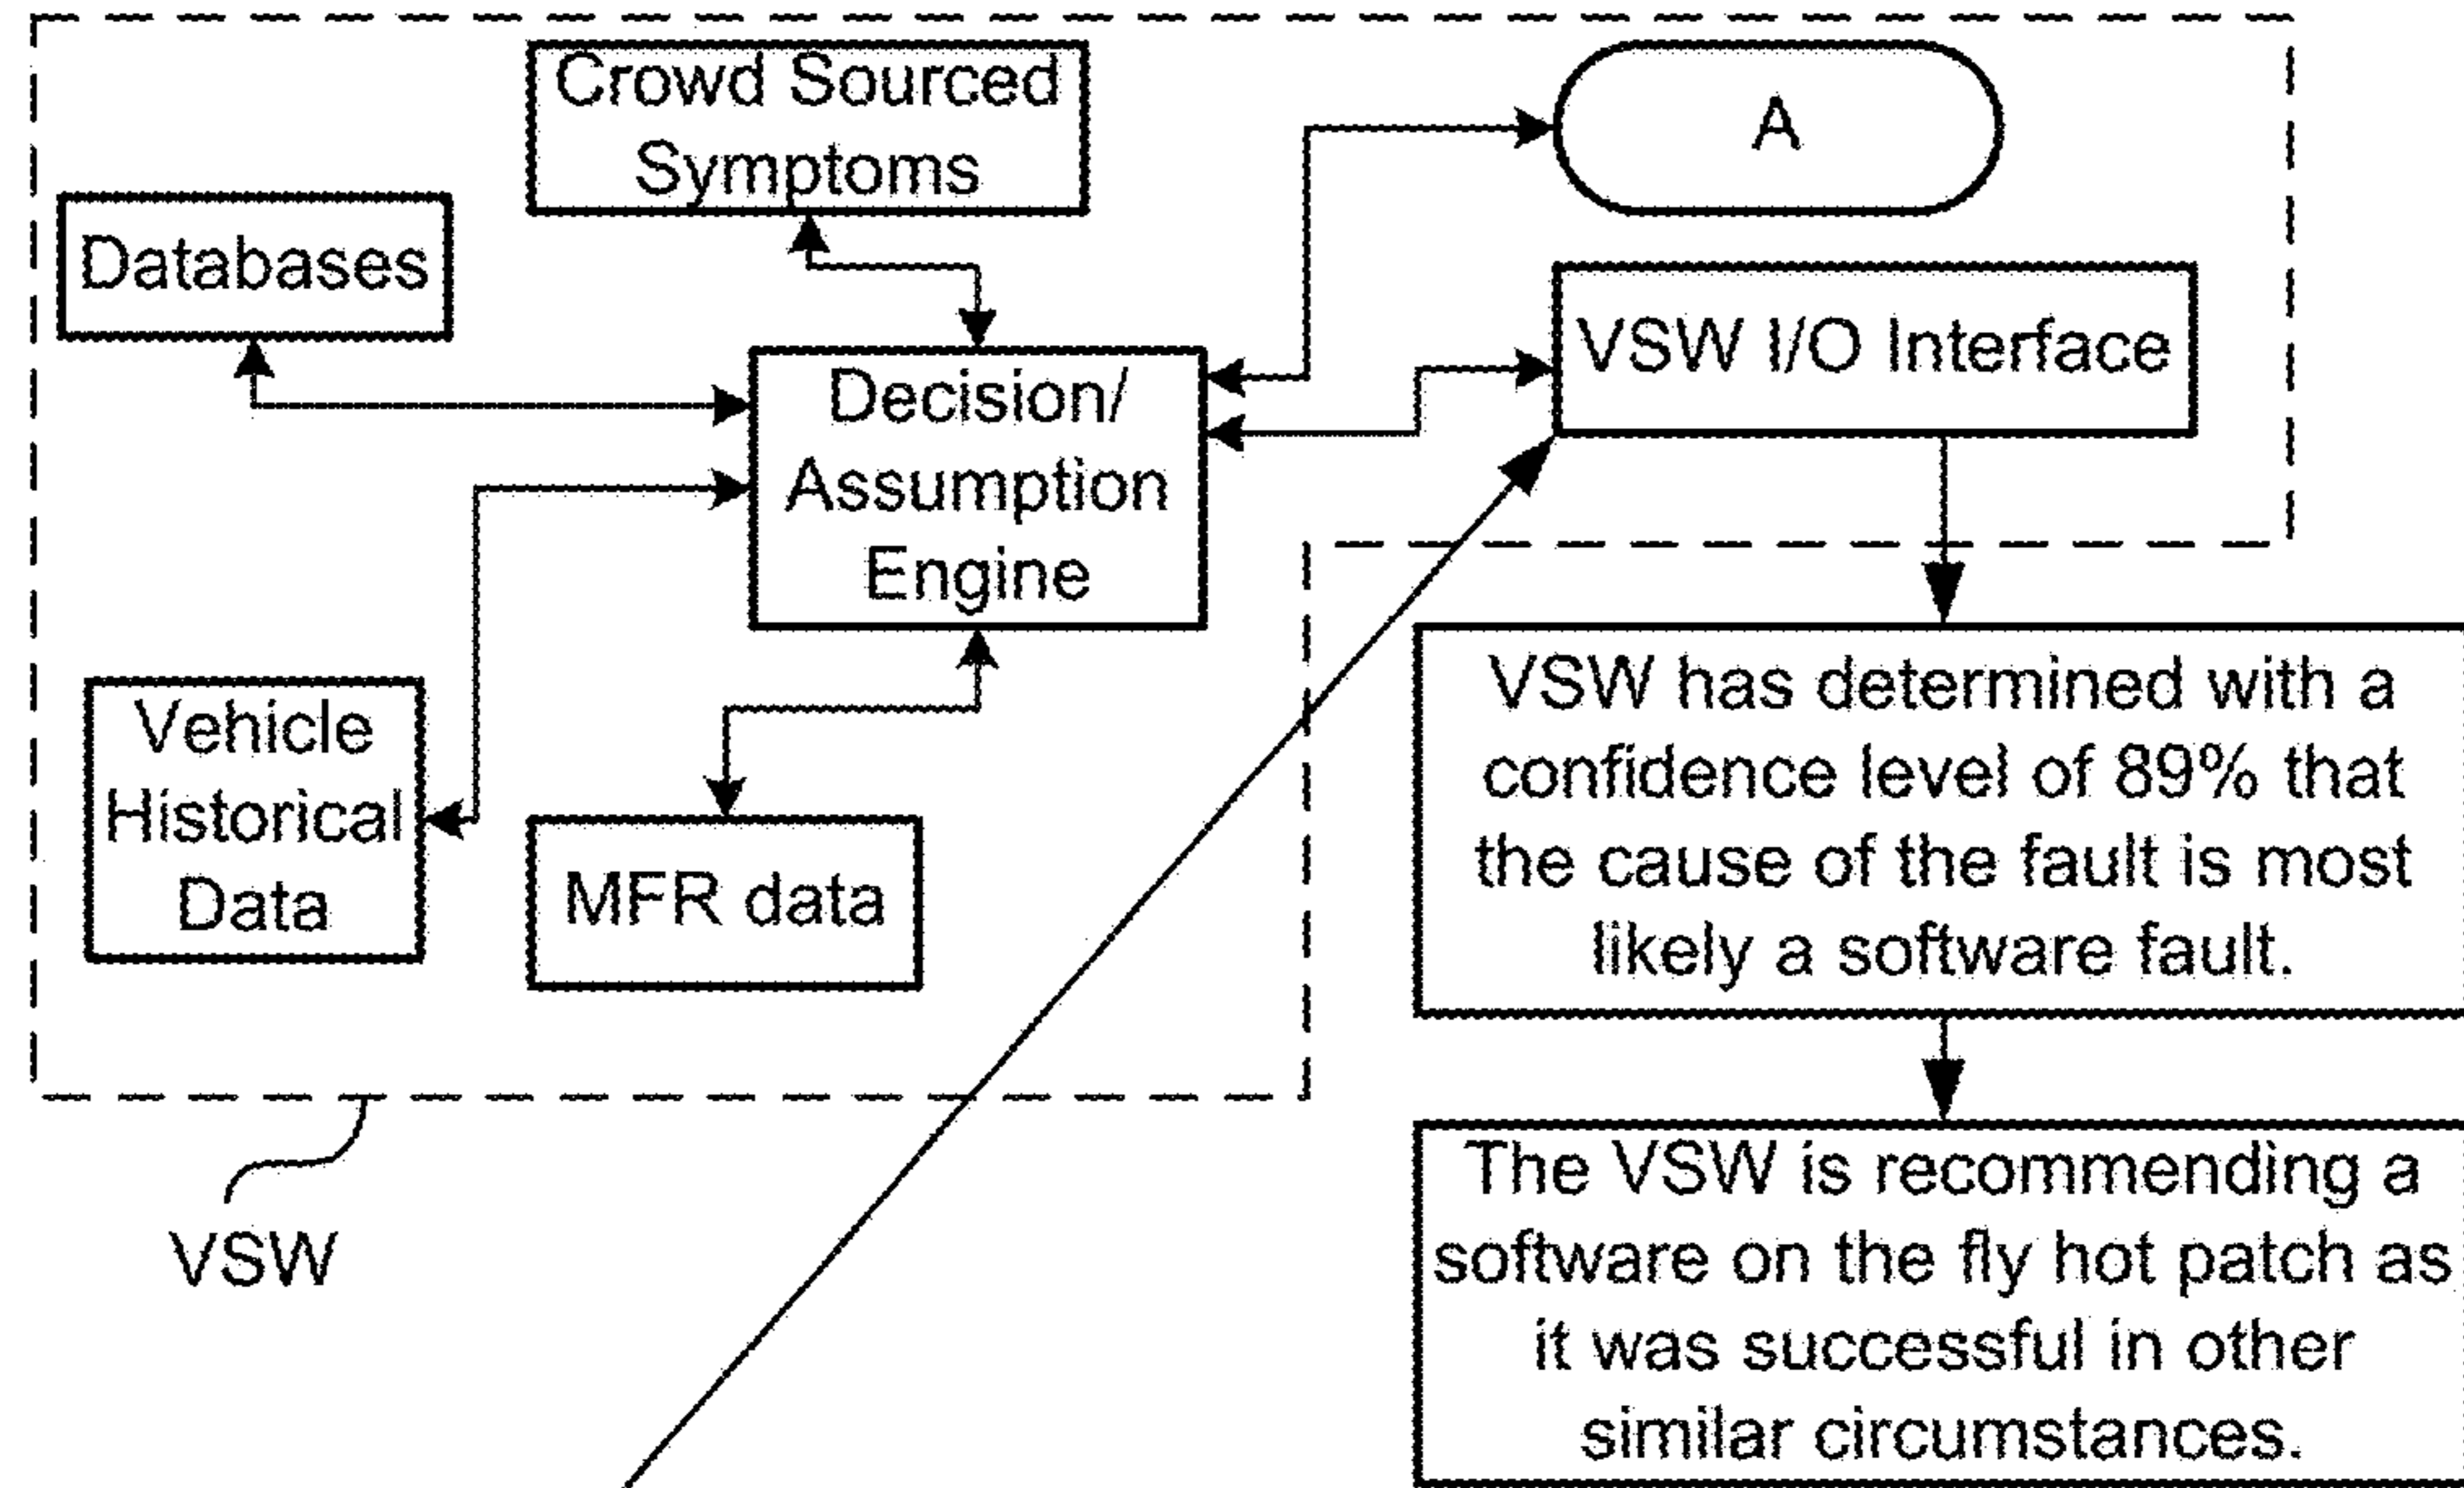 Crowd Sourced
Symptoms
A
Databases
VSW I/O Interface
Decision/
Assumption
Engine
Vehicle
Historical
Data
MFR data
VSW has determined with a
confidence level of 89% that
the cause of the fault is most
likely a software fault.
VSW
The VSW is recommending a
software on the fly hot patch as
it was successful in other
similar circumstances.